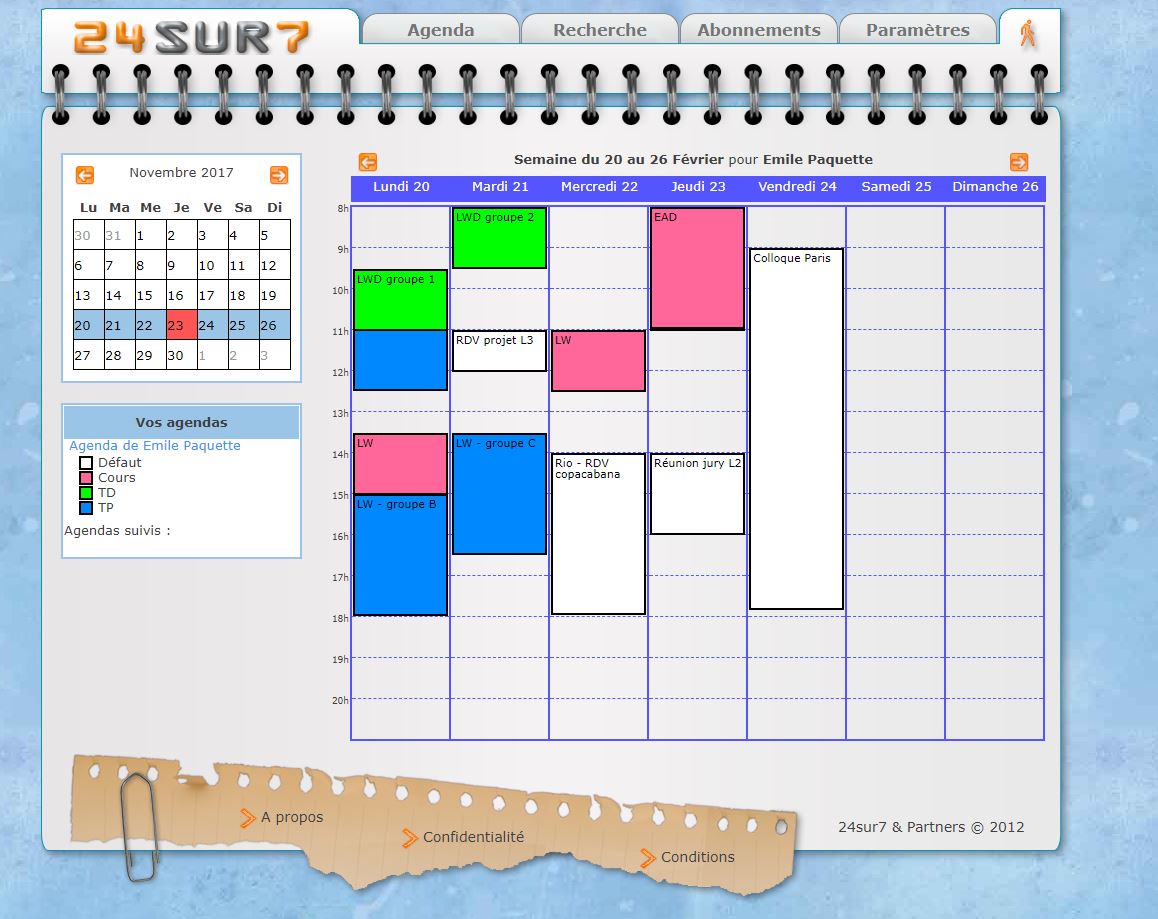 24SUR7
Agenda
Recherche
Abonnements
Paramètres
Novembre 2017
Lu Ma Me Je Ve Sa Di
30 31 1 2 3 4 5
6 7 8 9 10 11 12
13 14 15 16 17 18 19
20 21 22 23 24 25 26
27 28 29 30 1 2 3
Vos agendas
Agenda de Emile Paquette
Défaut
Cours
TD
TP
Agendas suivis :
Semaine du 20 au 26 Février pour Emile Paquette
Lundi 20 Mardi 21 Mercredi 22 Jeudi 23 Vendredi 24 Samedi 25 Dimanche 26
8h
9h
10h
11h
12h
13h
14h
15h
16h
17h
18h
19h
20h
LWD groupe 1
LW
LW - groupe B
LWD groupe 2
RDV projet L3
LW - groupe C
LW
Rio - RDV
copacabana
EAD
Réunion jury L2
Colloque Paris
A propos
Confidentialité
Conditions
24sur7 & Partners © 2012